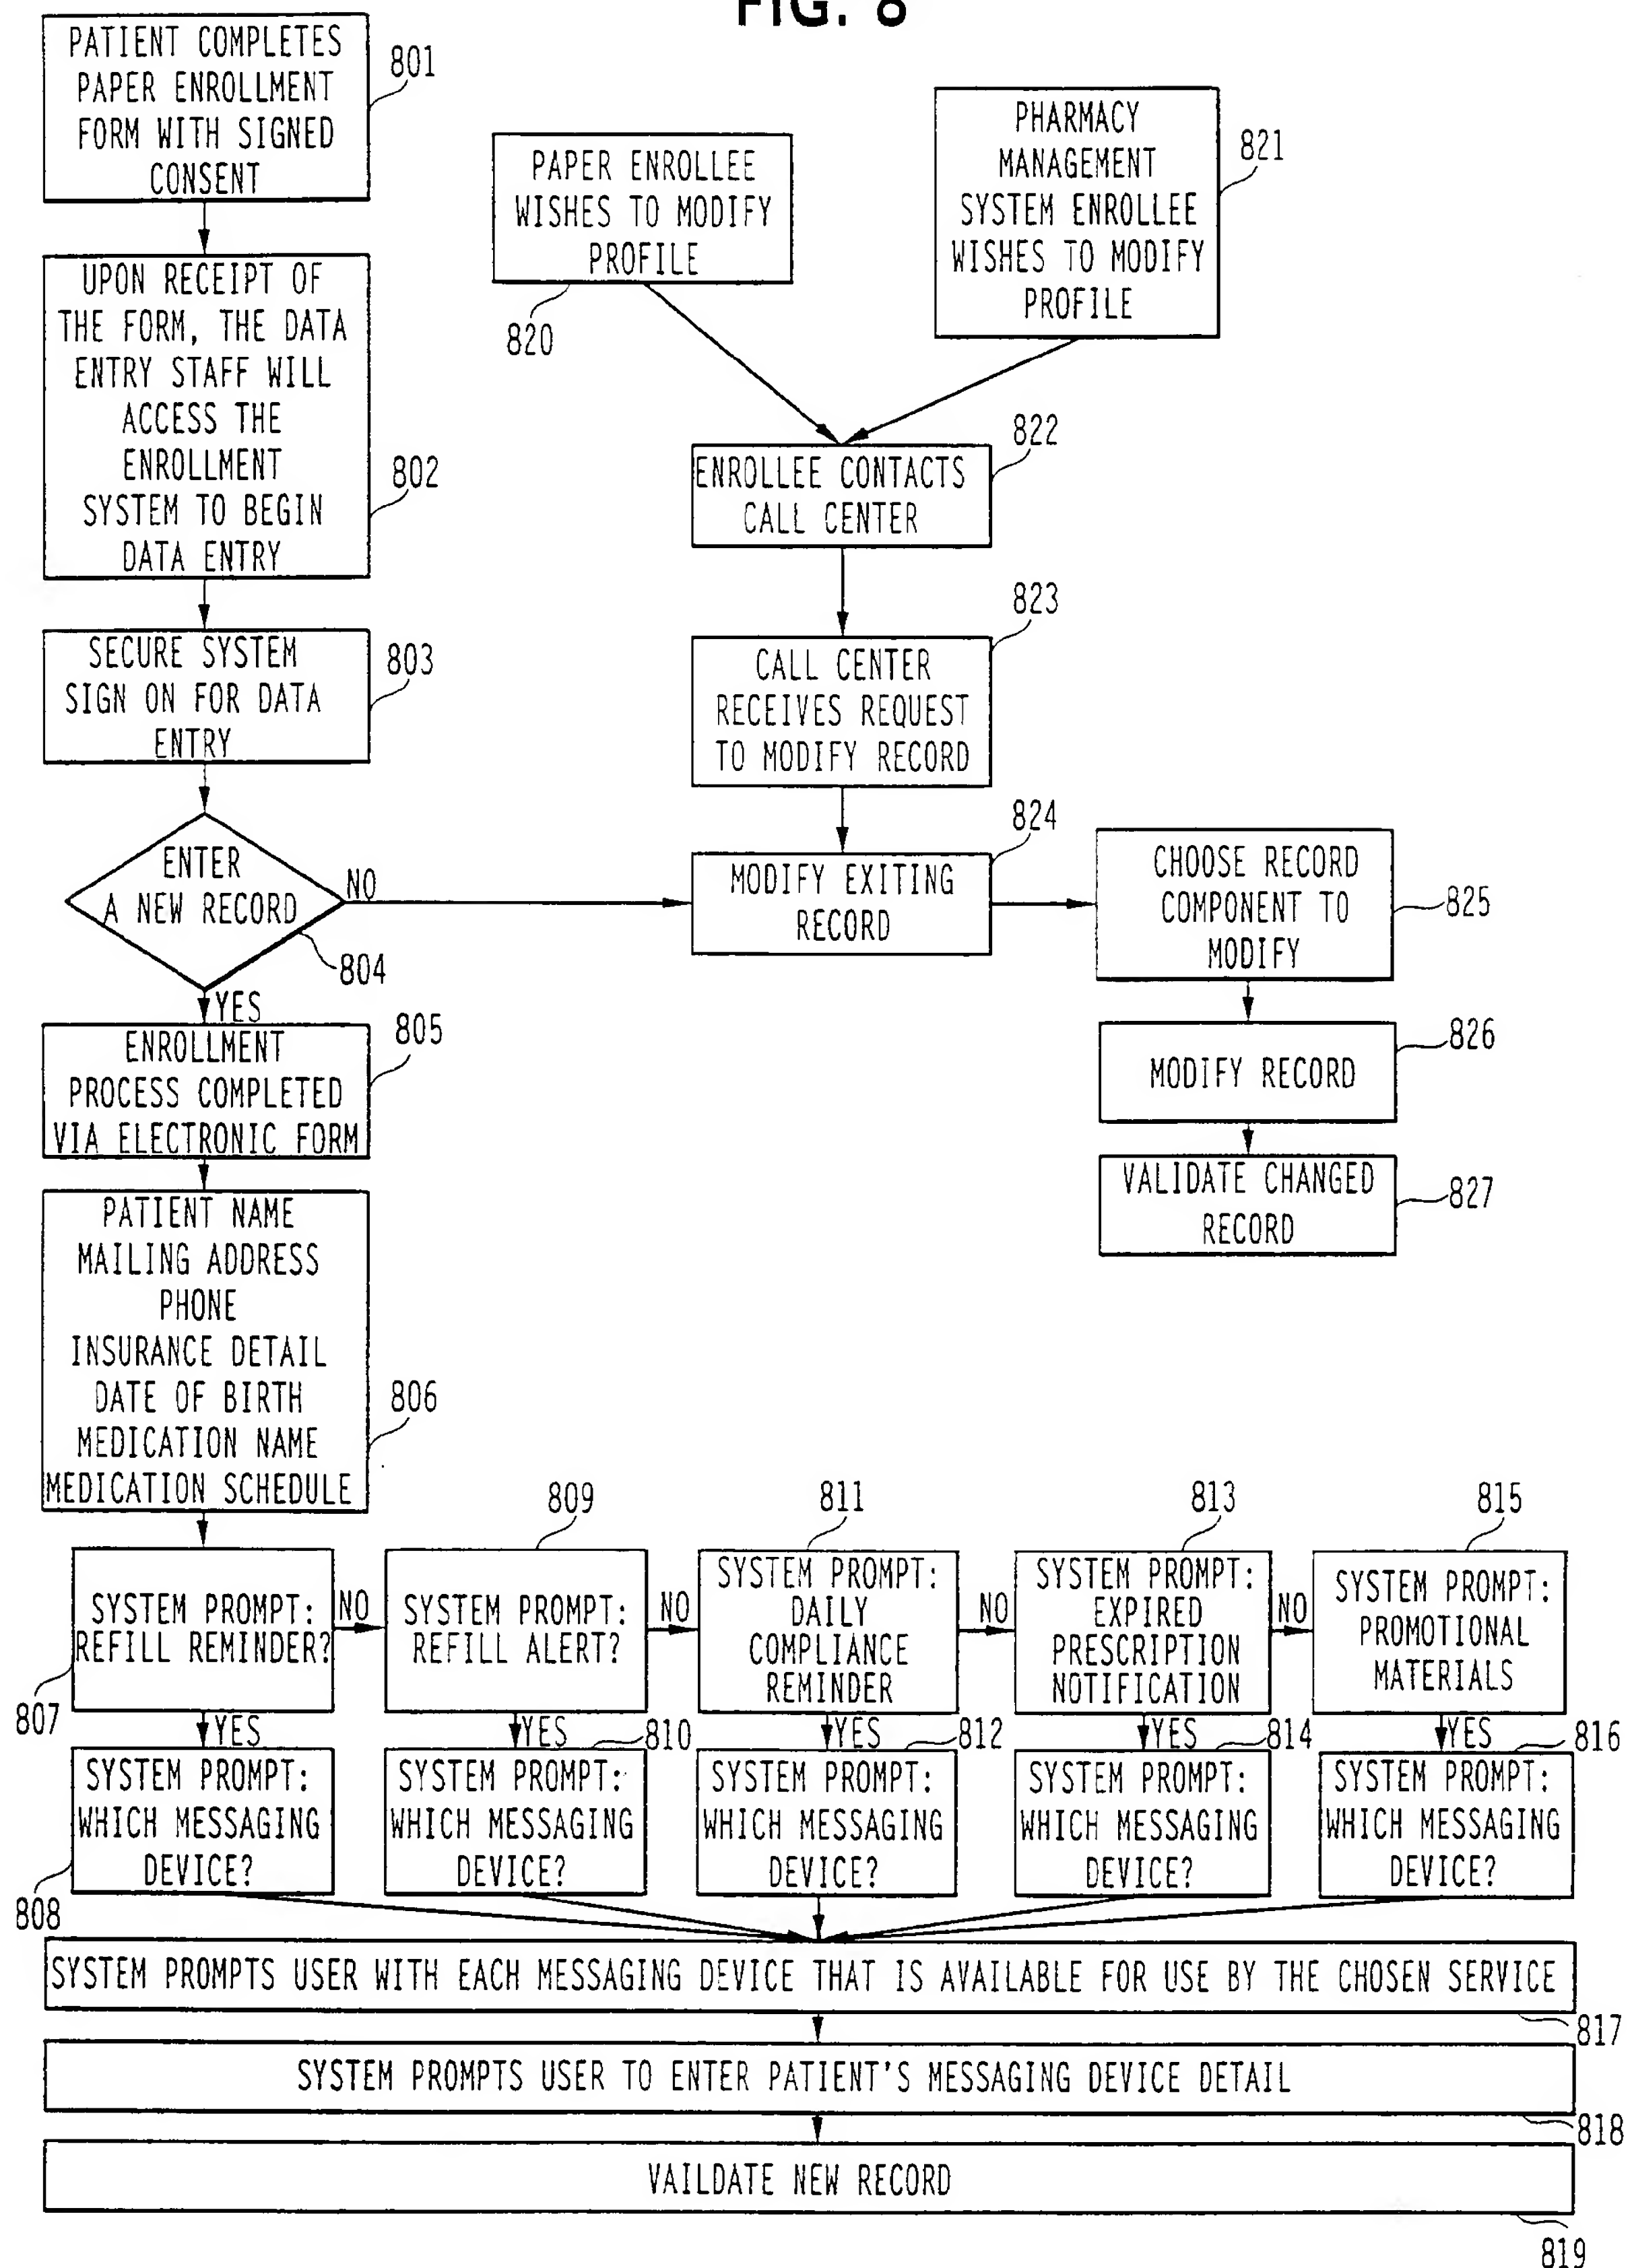 FIG. 8
PATIENT COMPLETES
PAPER ENROLLMENT
FORM WITH SIGNED
CONSENT
801
UPON RECEIPT OF
THE FORM, THE DATA
ENTRY STAFF WILL
ACCESS THE
ENROLLMENT
SYSTEM TO BEGIN
DATA ENTRY
802
SECURE SYSTEM
SIGN ON FOR DATA
ENTRY
803
ENTER
A NEW RECORD
804
NO
YES
PAPER ENROLLEE
WISHES TO MODIFY
PROFILE
820
PHARMACY
MANAGEMENT
SYSTEM ENROLLEE
WISHES TO MODIFY
PROFILE
821
ENROLLEE CONTACTS
CALL CENTER
822
CALL CENTER
RECEIVES REQUEST
TO MODIFY RECORD
823
MODIFY EXITING
RECORD
824
CHOOSE RECORD
COMPONENT TO
MODIFY
825
MODIFY RECORD
826
VALIDATE CHANGED
RECORD
827
ENROLLMENT
PROCESS COMPLETED
VIA ELECTRONIC FORM
805
PATIENT NAME
MAILING ADDRESS
PHONE
INSURANCE DETAIL
DATE OF BIRTH
MEDICATION NAME
MEDICATION SCHEDULE
806
SYSTEM PROMPT:
REFILL REMINDER?
807
NO
YES
SYSTEM PROMPT:
WHICH MESSAGING
DEVICE?
808
809
SYSTEM PROMPT:
REFILL ALERT?
NO
YES
810
SYSTEM PROMPT:
WHICH MESSAGING
DEVICE?
811
SYSTEM PROMPT:
DAILY
COMPLIANCE
REMINDER
NO
YES
812
SYSTEM PROMPT:
WHICH MESSAGING
DEVICE?
813
SYSTEM PROMPT:
EXPIRED
PRESCRIPTION
NOTIFICATION
NO
YES
814
SYSTEM PROMPT:
WHICH MESSAGING
DEVICE?
815
SYSTEM PROMPT:
PROMOTIONAL
MATERIALS
YES
816
SYSTEM PROMPT:
WHICH MESSAGING
DEVICE?
SYSTEM PROMPTS USER WITH EACH MESSAGING DEVICE THAT IS AVAILABLE FOR USE BY THE CHOSEN SERVICE
817
SYSTEM PROMPTS USER TO ENTER PATIENT'S MESSAGING DEVICE DETAIL
818
VAILDATE NEW RECORD
819